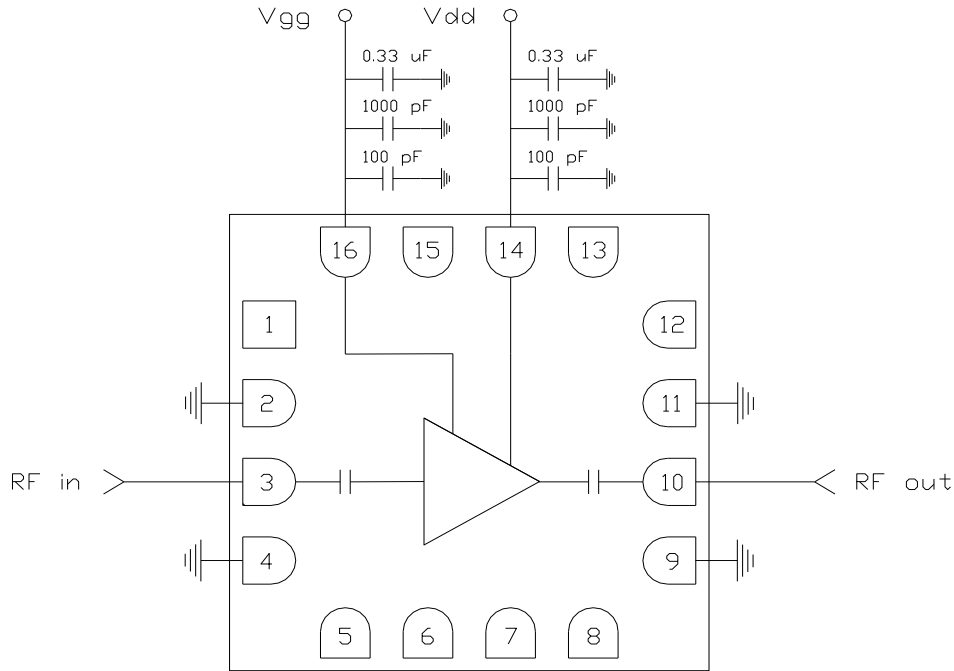 Vgg Vdd
0.33 uF 0.33 uF
1000 pF 1000 pF
100 pF 100 pF
16 15 14 13
1 12
2 11
RF in 3 10 RF out
4 9
5 6 7 8